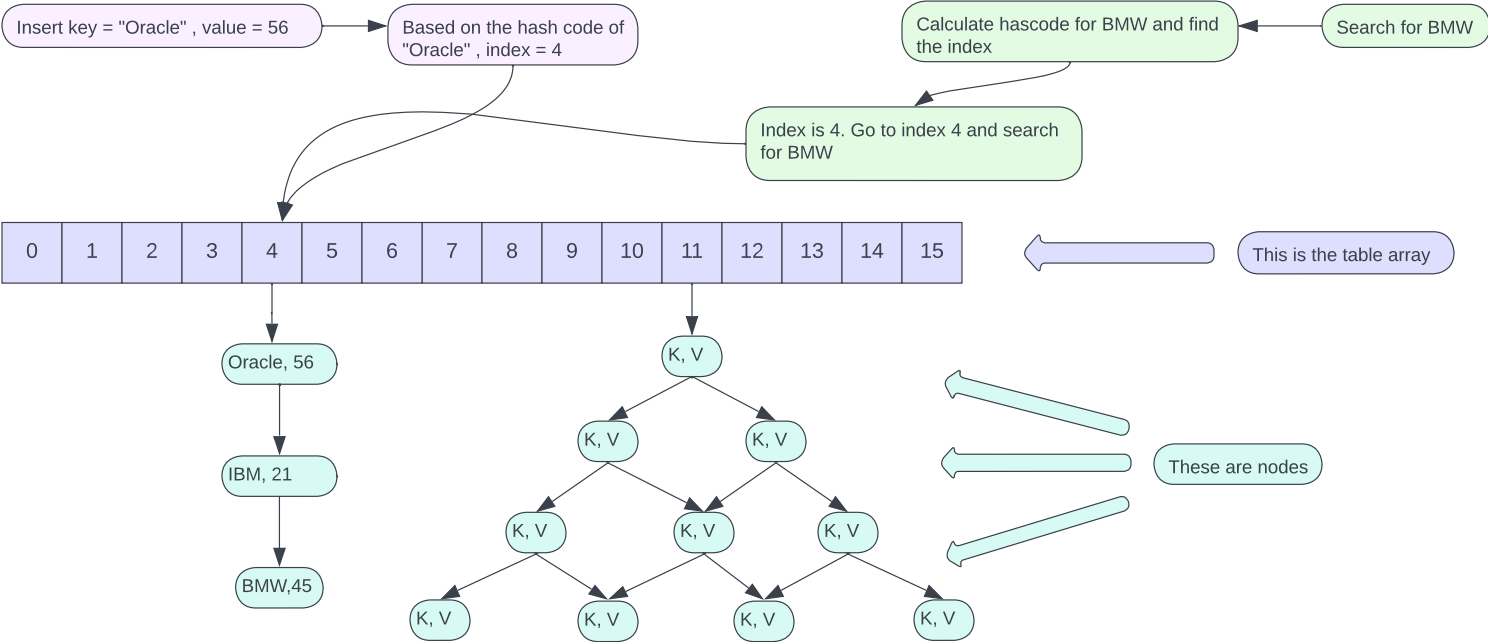 Insert key = "Oracle" , value = 56
Based on the hash code of
"Oracle" , index = 4
Calculate hascode for BMW and find
the index
Search for BMW
Index is 4. Go to index 4 and search
for BMW
0 1 2 3 4 5 6 7 8 9 10 11 12 13 14 15
This is the table array
Oracle, 56
K, V
K, V K, V
IBM, 21
These are nodes
K, V K, V K, V
BMW,45
K, V K, V K, V K, V